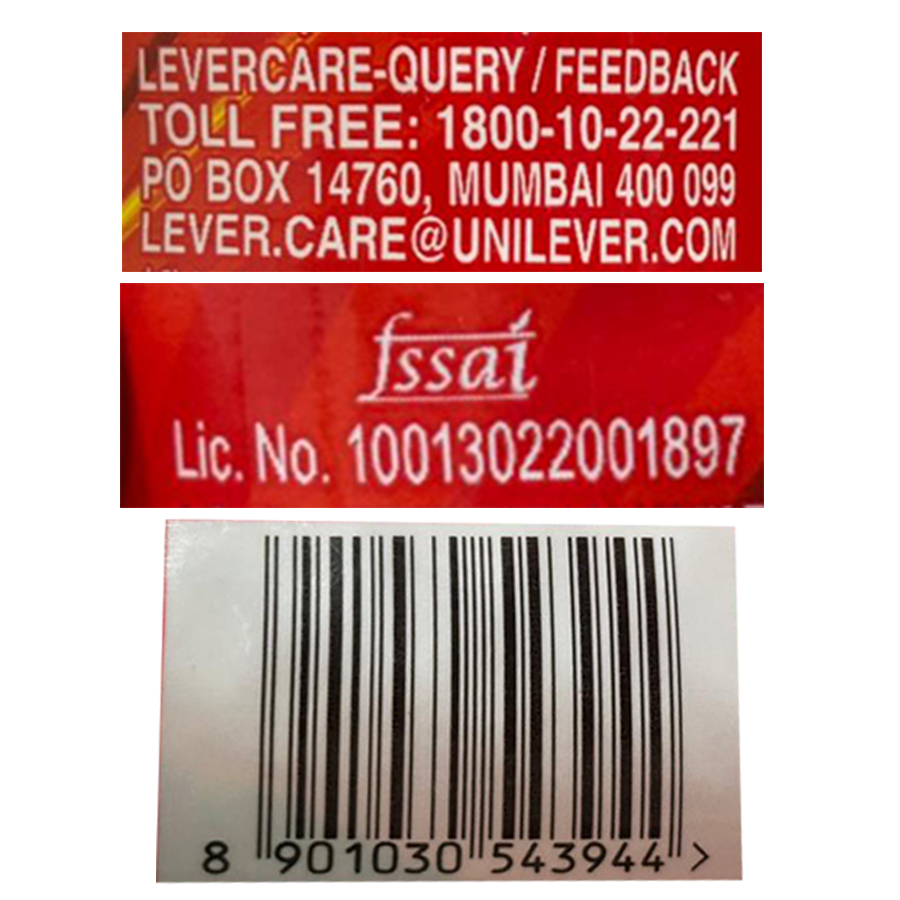 LEVERCARE-QUERY / FEEDBACK
TOLL FREE: 1800-10-22-221
PO BOX 14760, MUMBAI 400 099
LEVER.CARE@UNILEVER.COM
fssai
Lic. No. 10013022001897
8 901030 543944 >